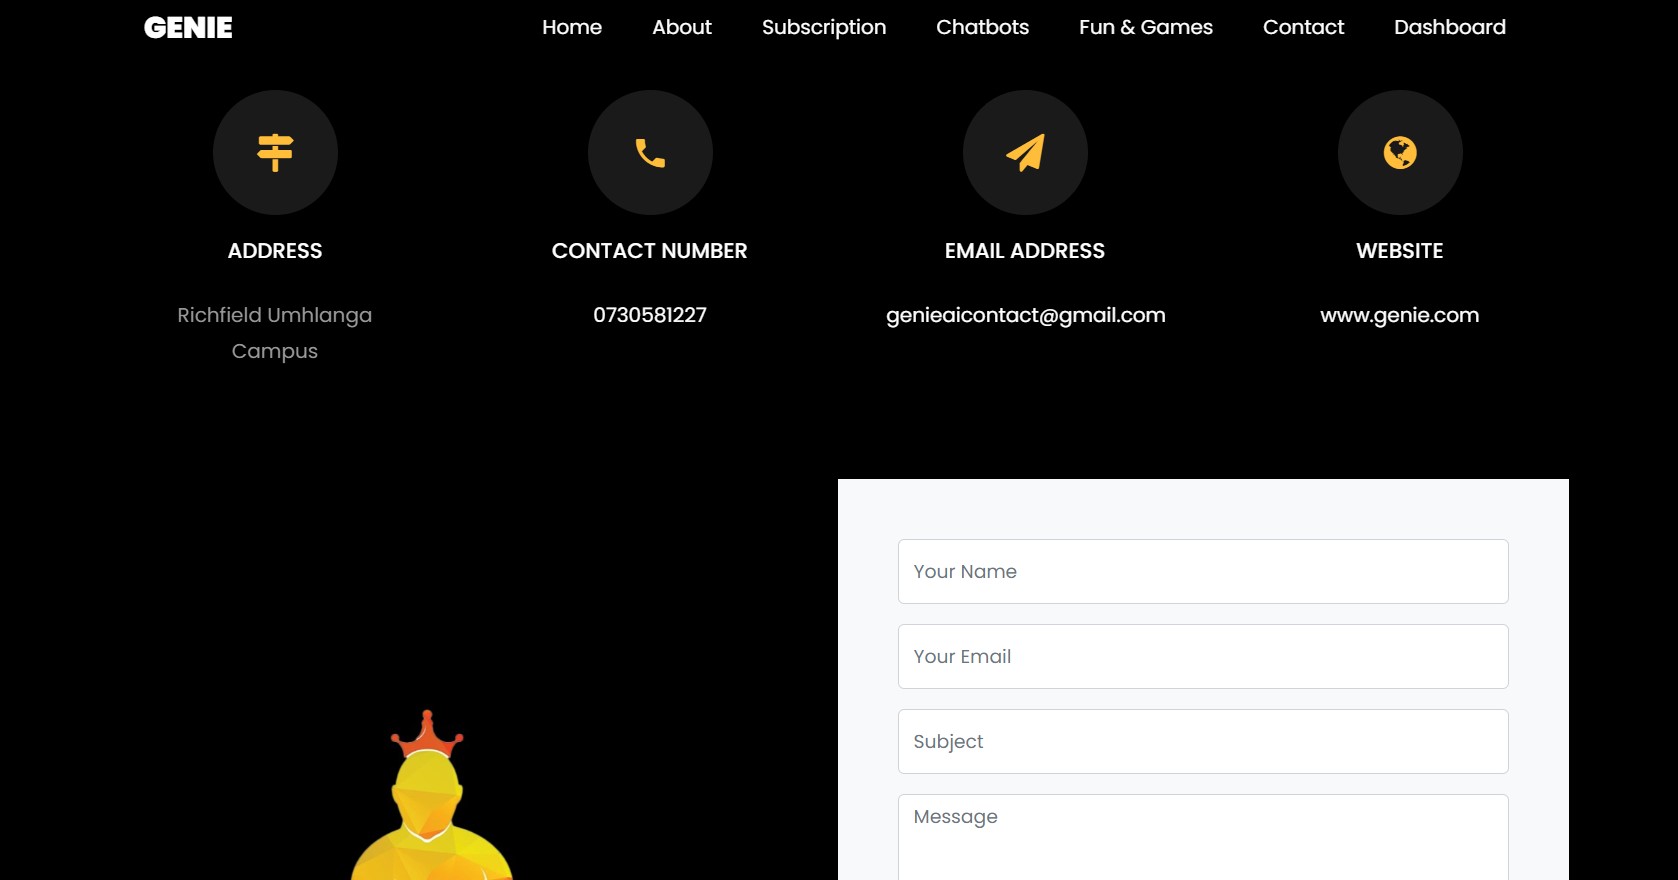 GENIE
Home About Subscription Chatbots Fun & Games Contact Dashboard
ADDRESS
Richfield Umhlanga
Campus
CONTACT NUMBER
0730581227
EMAIL ADDRESS
genieaicontact@gmail.com
WEBSITE
www.genie.com
Your Name
Your Email
Subject
Message